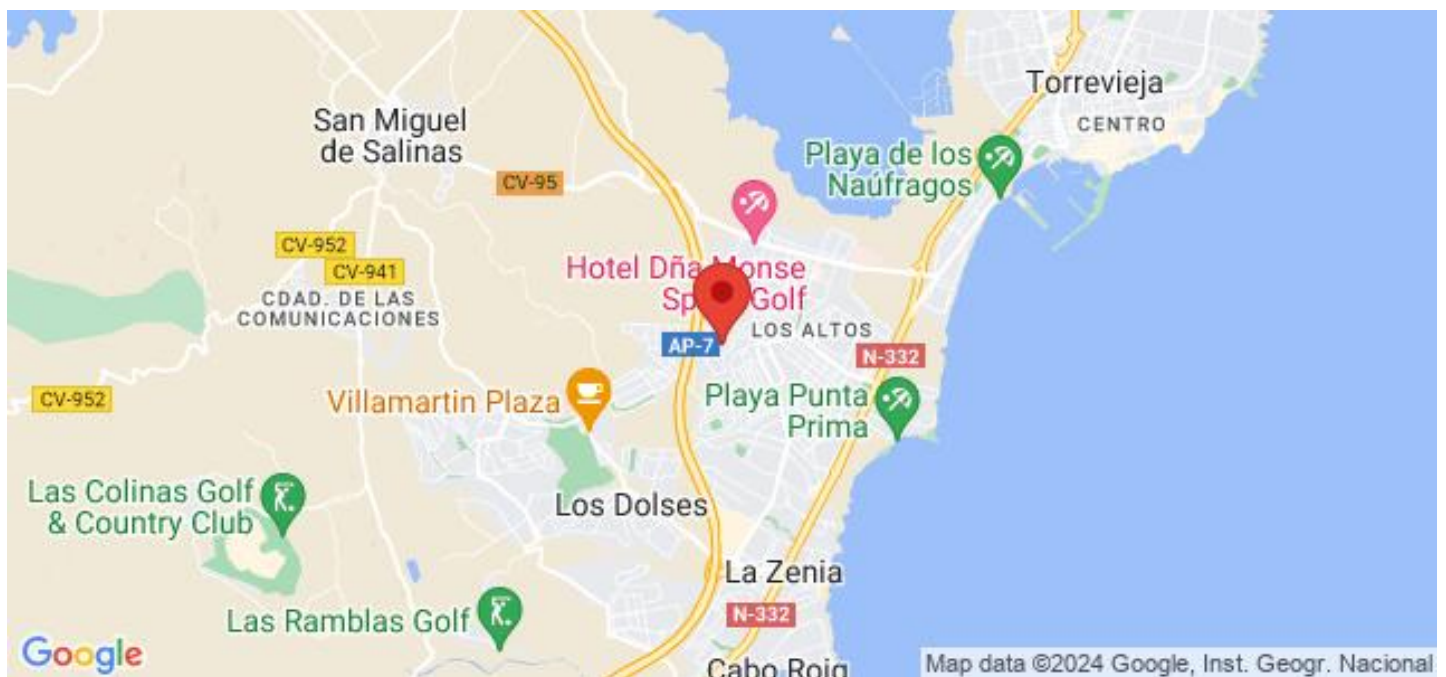 Torrevieja
CENTRO
San Miguel
de Salinas
Playa de los
Naúfragos
CV-95
CV-952
CV-941
Hotel Dña Monse
Sp Golf
CDAD. DE LAS
COMUNICACIONES
LOS ALTOS
AP-7
N-332
CV-952
Villamartin Plaza
Playa Punta
Prima
Las Colinas Golf
& Country Club
Los Dolses
La Zenia
Las Ramblas Golf
N-332
Google
Cabo Roig
Map data ©2024 Google, Inst. Geogr. Nacional